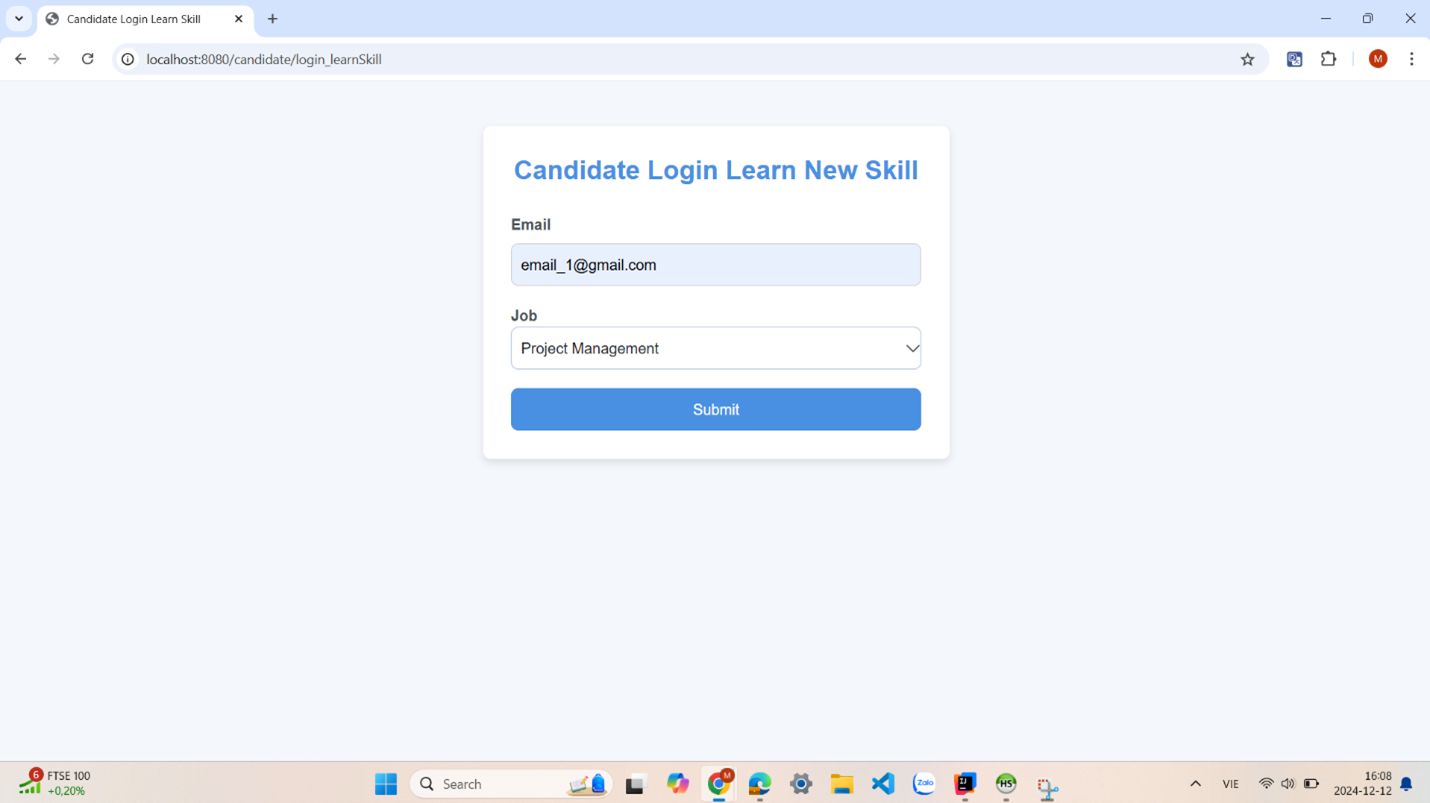 Candidate Login Learn Skill
localhost:8080/candidate/login_learnSkill
M
Candidate Login Learn New Skill
Email
email_1@gmail.com
Job
Project Management
Submit
6
FTSE 100
+0,20%
Search
M
Zalo
HS
VIE
16:08
2024-12-12